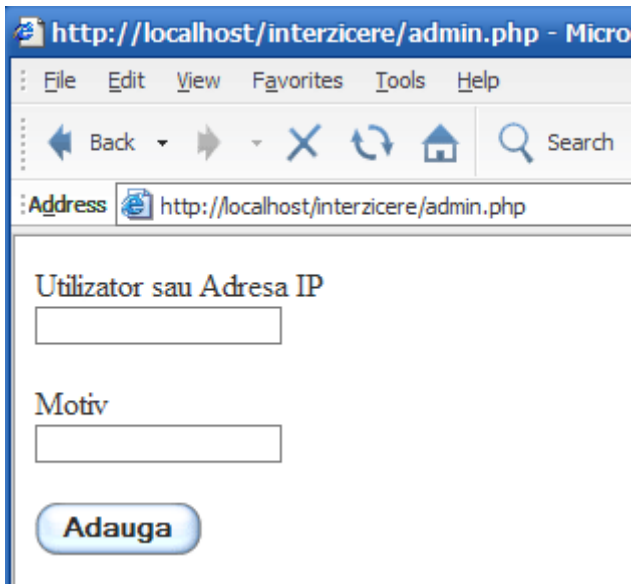 http://localhost/interzicere/admin.php - Micro
File Edit View Favorites Tools Help
Back Search
Address http://localhost/interzicere/admin.php
Utilizator sau Adresa IP
Motiv
Adauga